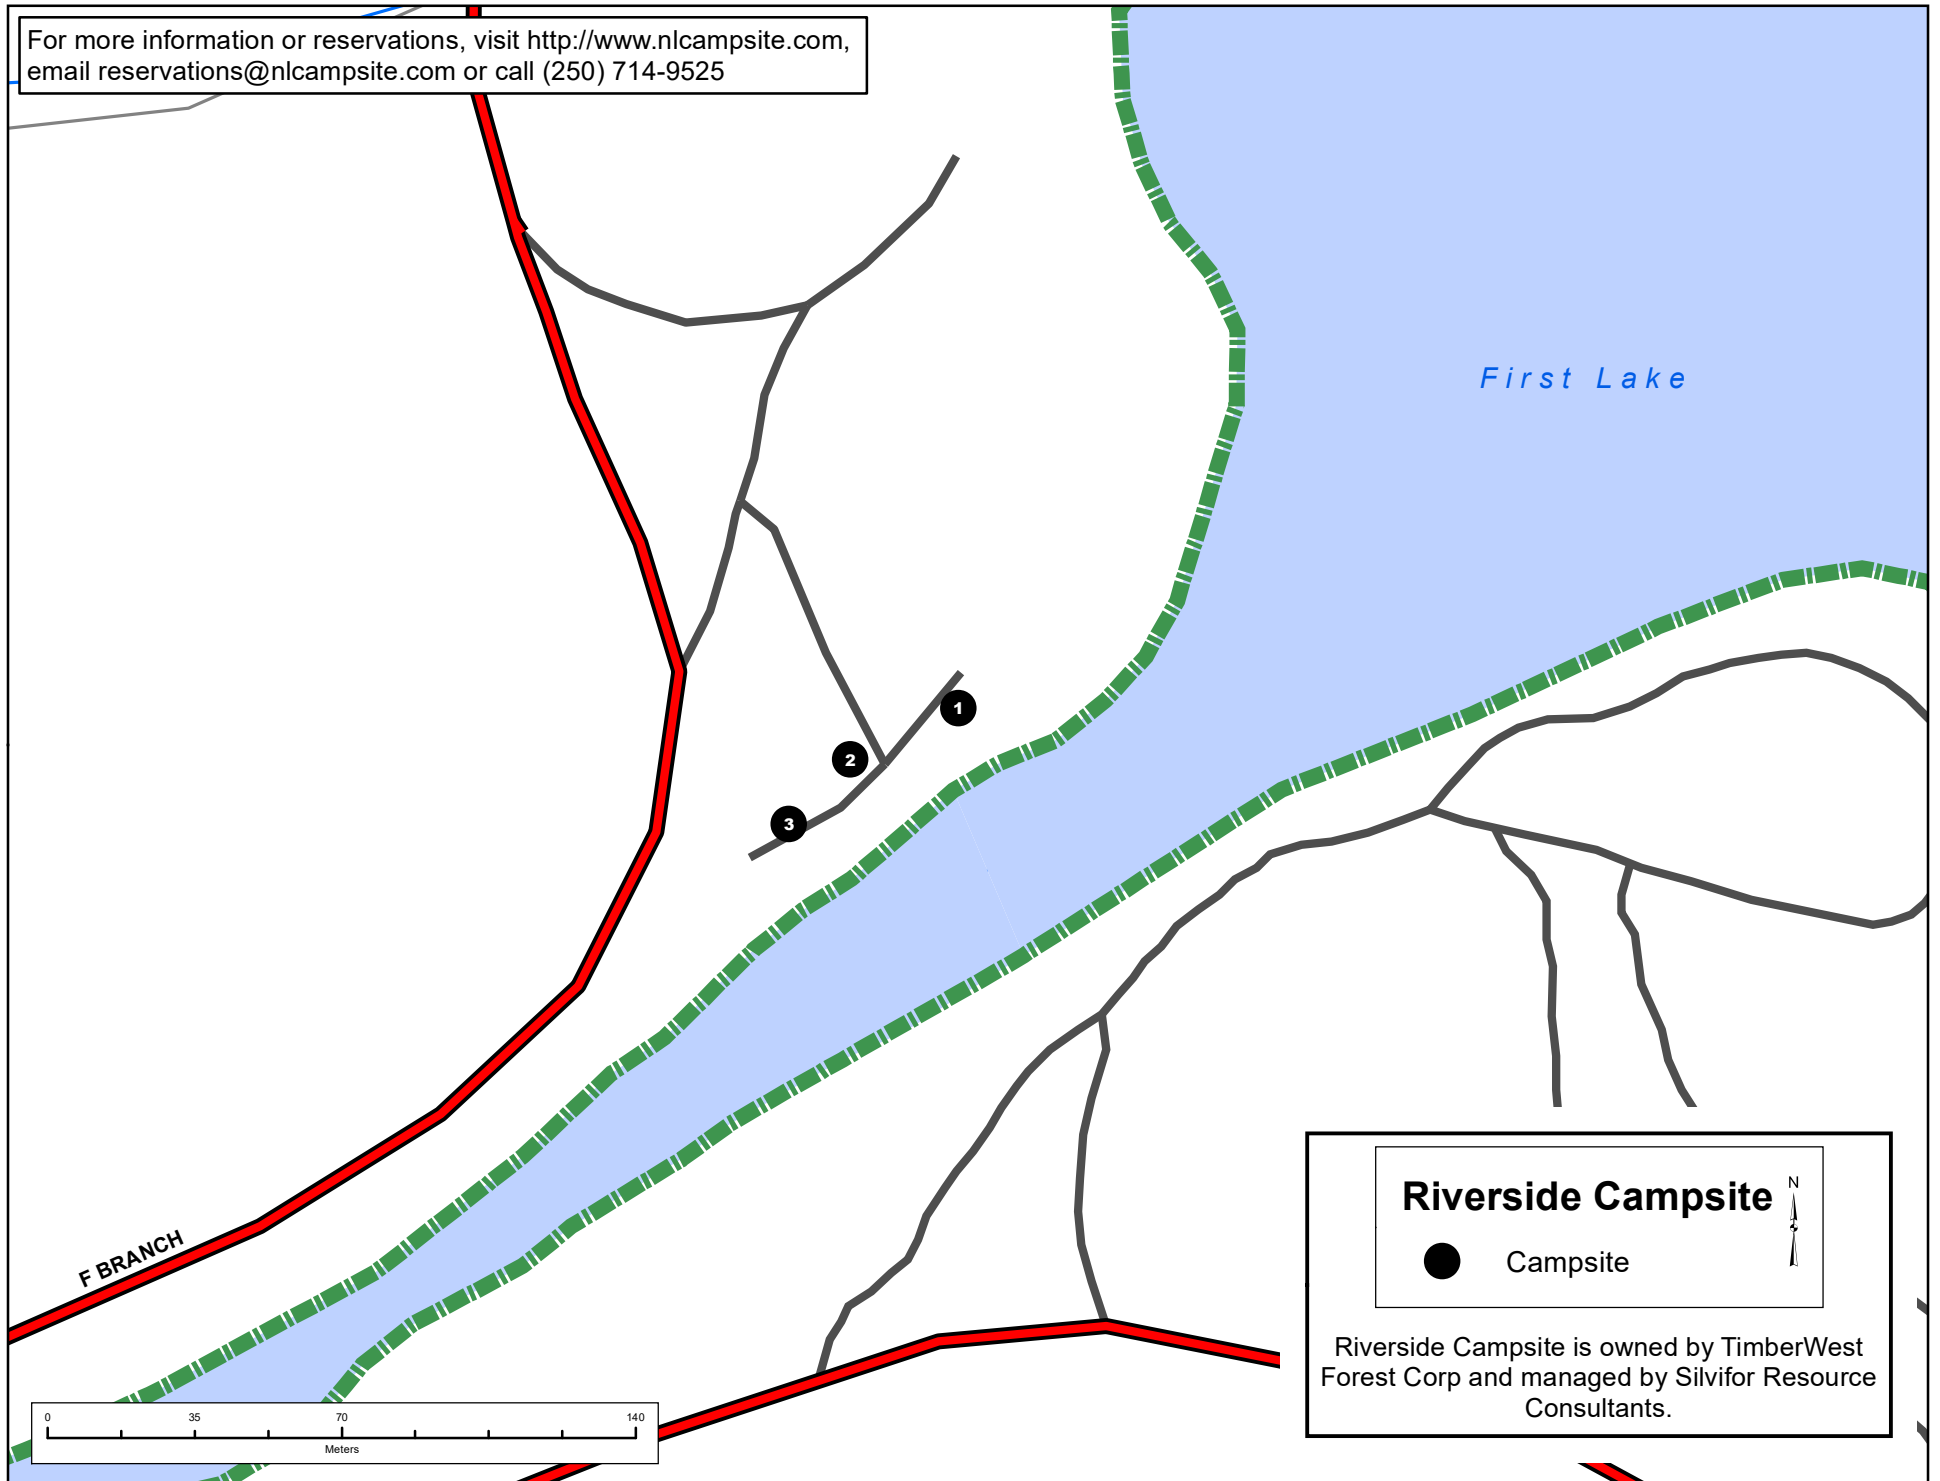 For more information or reservations, visit http://www.nlcampsite.com,
email reservations@nlcampsite.com or call (250) 714-9525
First Lake
1
2
3
F BRANCH
Riverside Campsite
N
Campsite
Riverside Campsite is owned by TimberWest
Forest Corp and managed by Silvifor Resource
Consultants.
0 35 70 140
Meters